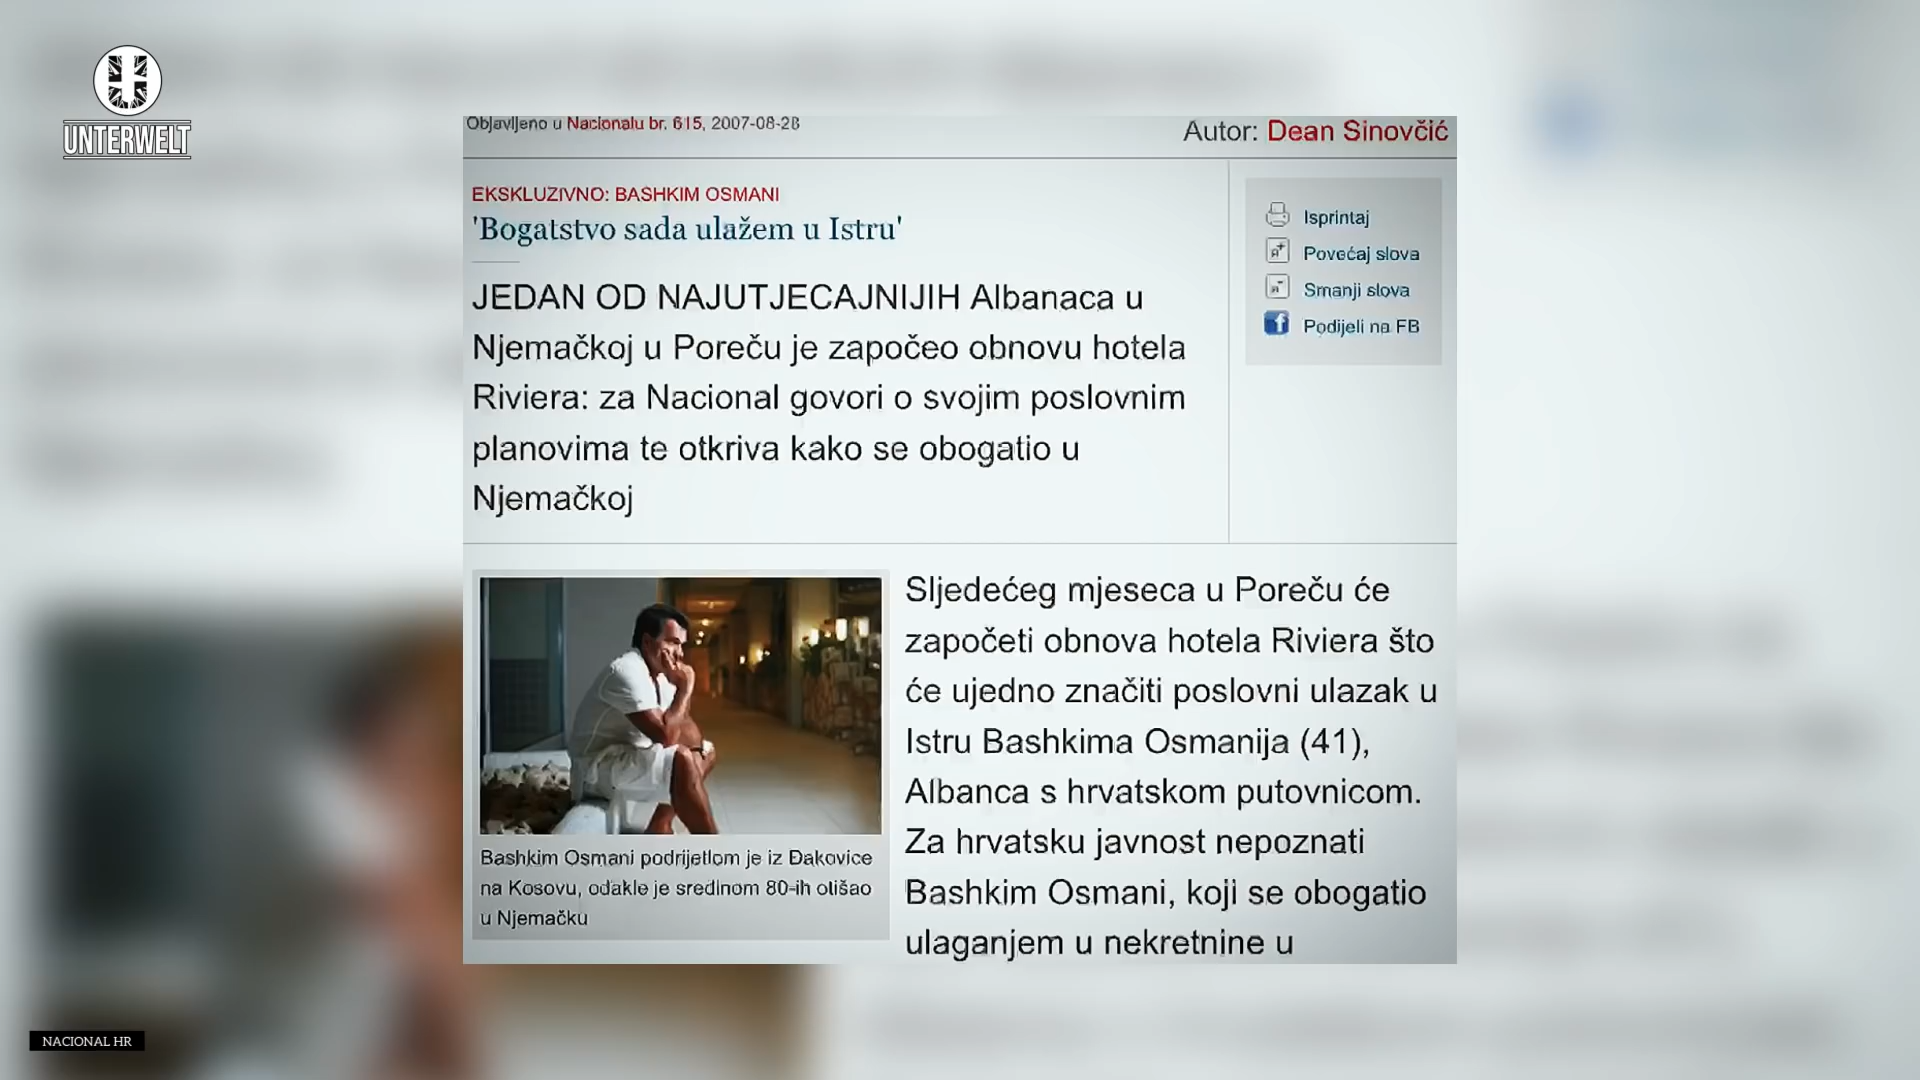 UNTERWELT
Objavljeno u Nacionalu br. 615, 2007-08-28
Autor: Dean Sinovčić
EKSKLUZIVNO: BASHKIM OSMANI
'Bogatstvo sada ulažem u Istru'
JEDAN OD NAJUTJECAJNIJIH Albanaca u
Njemačkoj u Poreču je započeo obnovu hotela
Riviera: za Nacional govori o svojim poslovnim
planovima te otkriva kako se obogatio u
Njemačkoj
Isprintaj
Povećaj slova
Smanji slova
Podijeli na FB
Bashkim Osmani podrijetlom je iz Đakovice
na Kosovu, odakle je sredinom 80-ih otišao
u Njemačku
Sljedećeg mjeseca u Poreču će
započeti obnova hotela Riviera što
će ujedno značiti poslovni ulazak u
Istru Bashkima Osmanija (41),
Albanca s hrvatskom putovnicom.
Za hrvatsku javnost nepoznati
Bashkim Osmani, koji se obogatio
ulaganjem u nekretnine u
NACIONAL HR